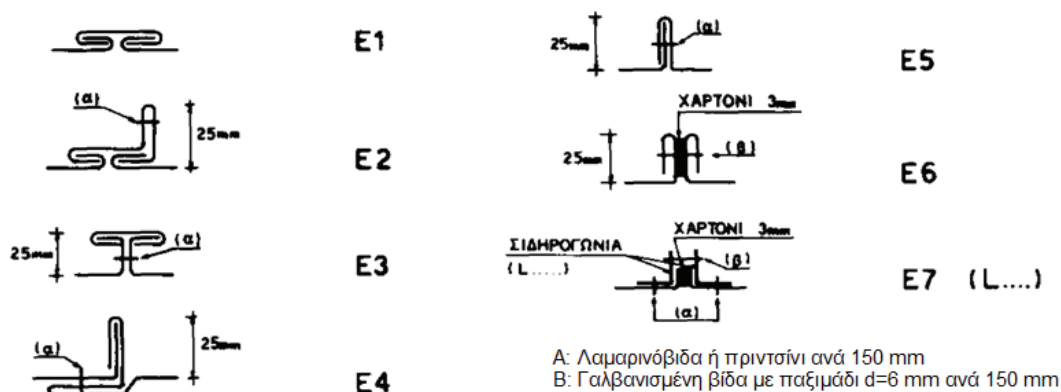 E1
(α)
25mm
E2
25mm
(α)
E3
(α)
25mm
E4
25mm
(α)
E5
ΧΑΡΤΟΝΙ 3mm
25mm
(β)
E6
ΧΑΡΤΟΝΙ 3mm
ΣΙΔΗΡΟΓΩΝΙΑ
(L.....)
(β)
(α)
E7 (L....)
Α: Λαμαρινόβιδα ή πριντσίνι ανά 150 mm
Β: Γαλβανισμένη βίδα με παξιμάδι d=6 mm ανά 150 mm